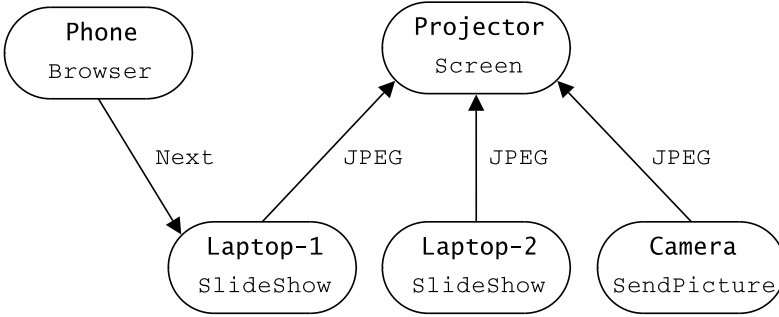 Phone
Browser
Projector
Screen
Next
JPEG
JPEG
JPEG
Laptop-1
SlideShow
Laptop-2
SlideShow
Camera
SendPicture